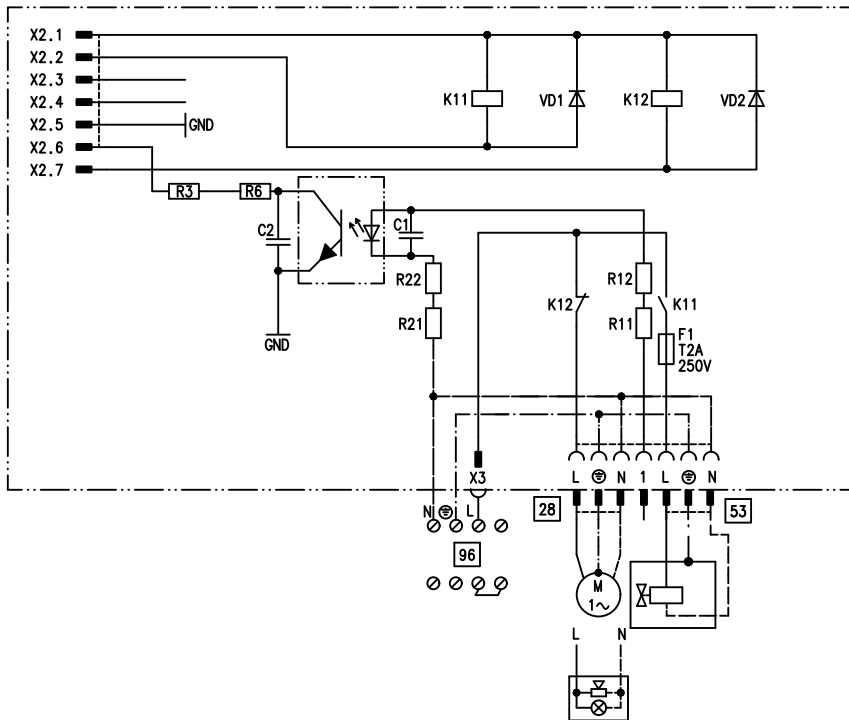 X2.1
X2.2
X2.3
X2.4
X2.5
X2.6
X2.7
GND
K11
VD1
K12
VD2
R3
R6
C2
C1
GND
R22
R21
R12
R11
K12
K11
F1
T2A
250V
X3
L
N
1
L
N
N
L
28
53
96
M
1~
L
N